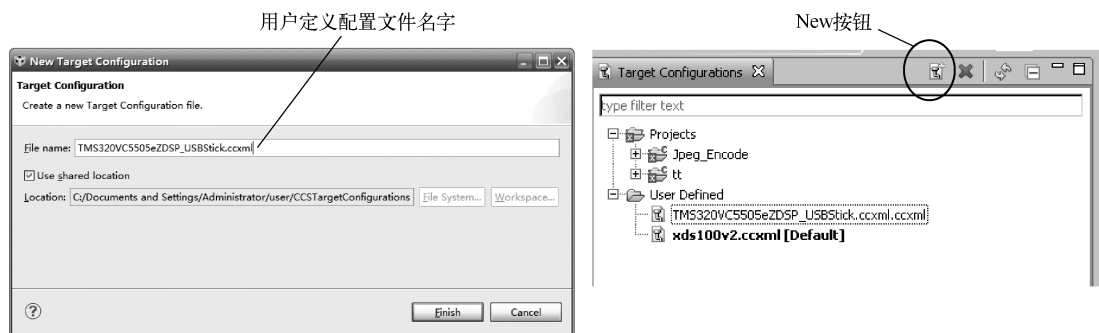 用户定义配置文件名字
New Target Configuration
Target Configuration
Create a new Target Configuration file.
File name: TMS320VC5505eZDSP_USBStick.ccxml
Use shared location
Location: C:/Documents and Settings/Administrator/user/CCSTargetConfigurations File System... Workspace...
? Finish Cancel
New按钮
Target Configurations
type filter text
Projects
Jpeg_Encode
tt
User Defined
TMS320VC5505eZDSP_USBStick.ccxml.ccxml
xds100v2.ccxml [Default]